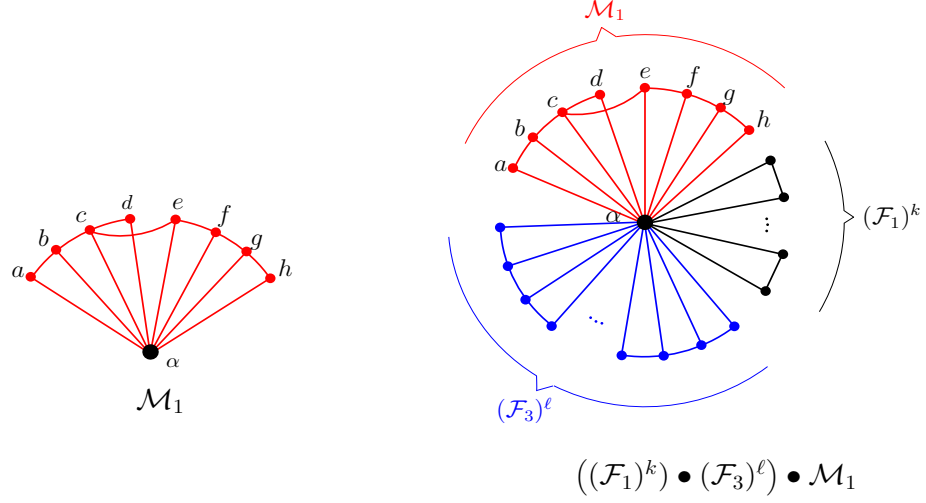 a
b
c
d
e
f
g
h
α
ℳ₁
ℳ₁
a
b
c
d
e
f
g
h
α
...
(ℱ₁)ᵏ
...
(ℱ₃)^ℓ
((ℱ₁)ᵏ) • (ℱ₃)^ℓ) • ℳ₁